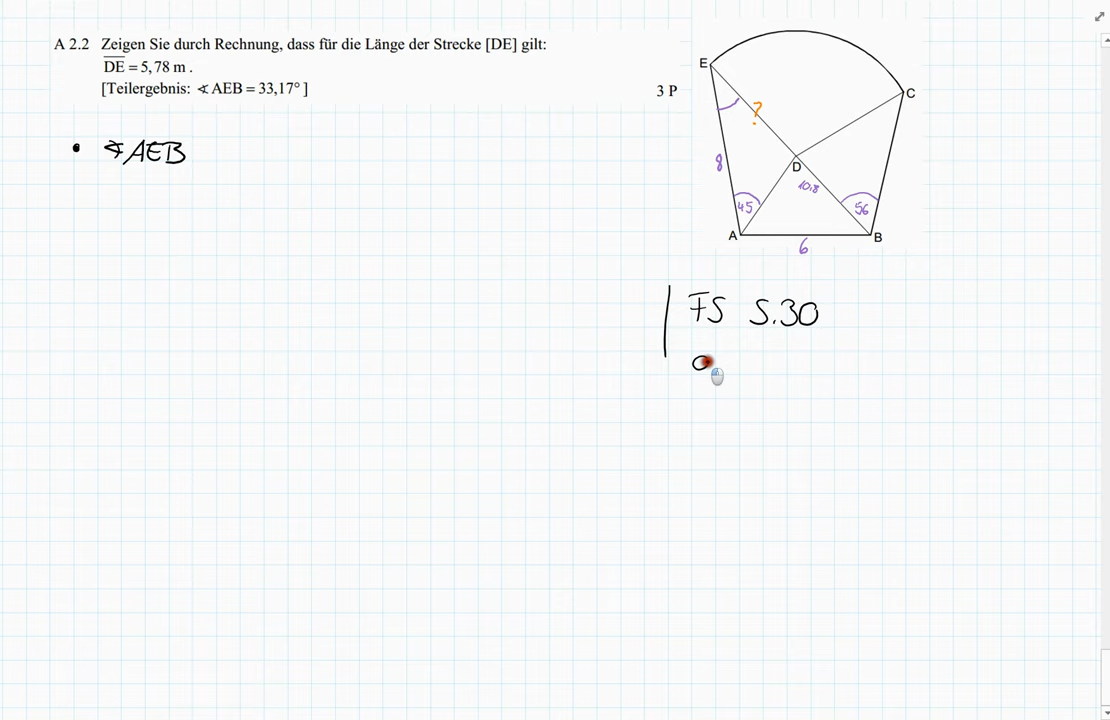 A 2.2 Zeigen Sie durch Rechnung, dass für die Länge der Strecke [DE] gilt:
DE = 5,78 m .
[Teilergebnis: ∢ AEB = 33,17° ]
3 P
• ∢AEB
E
C
?
8
D
10,8
45
56
A
B
6
FS S.30